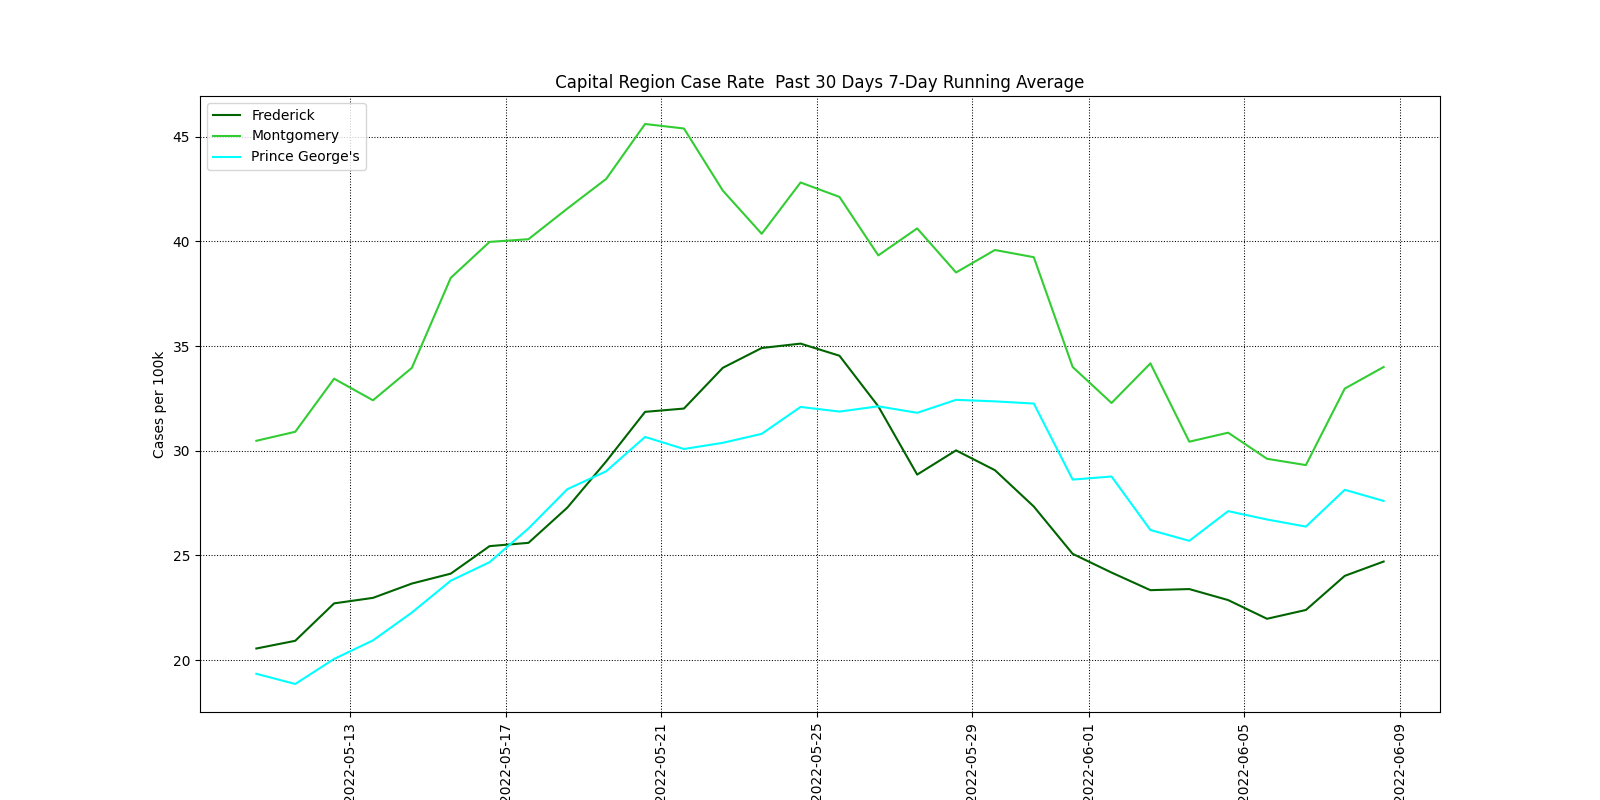 Capital Region Case Rate  Past 30 Days 7-Day Running Average
Frederick
Montgomery
Prince George's
Cases per 100k
45
40
35
30
25
20
2022-05-13
2022-05-17
2022-05-21
2022-05-25
2022-05-29
2022-06-01
2022-06-05
2022-06-09